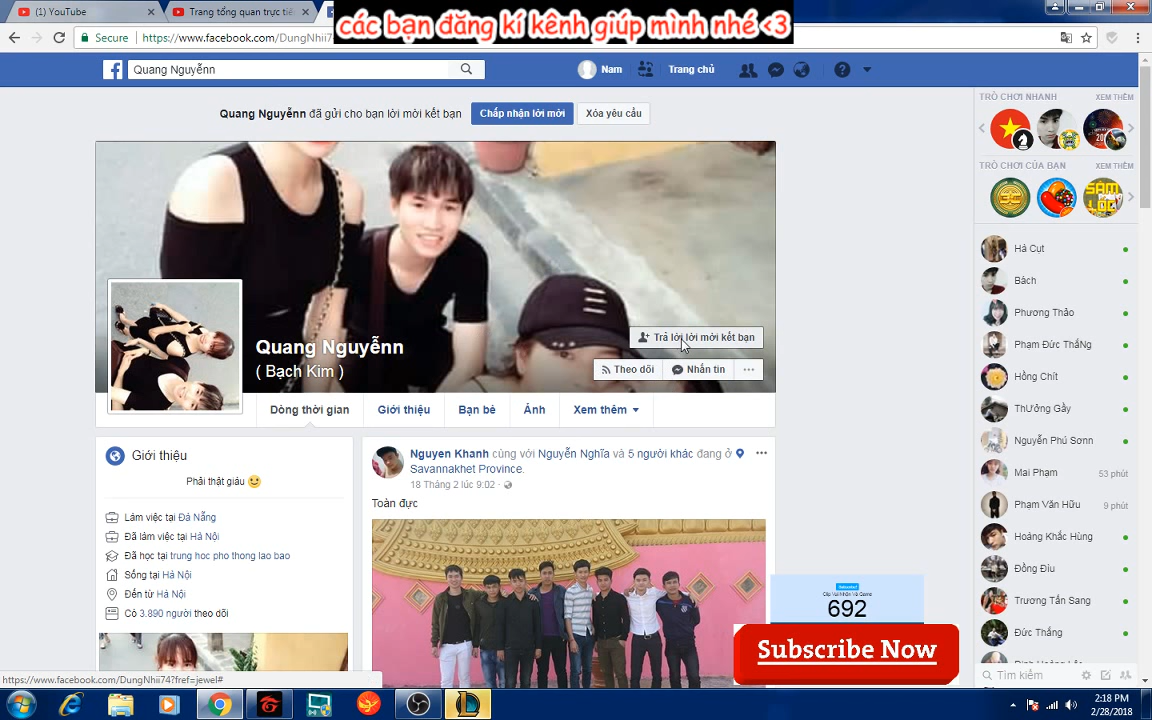 (1) YouTube
Trang tổng quan trực tiế
các bạn đăng kí kênh giúp mình nhé <3
Secure
https://www.facebook.com/DungNhii7
Quang Nguyễnn
Nam
Trang chủ
Quang Nguyễnn đã gửi cho bạn lời mời kết bạn
Chấp nhận lời mời
Xóa yêu cầu
Quang Nguyễnn
( Bạch Kim )
Trả lời lời mời kết bạn
Theo dõi
Nhắn tin
Dòng thời gian
Giới thiệu
Bạn bè
Ảnh
Xem thêm
Giới thiệu
Phải thật giàu
Làm việc tại Đà Nẵng
Đã làm việc tại Hà Nội
Đã học tại trung hoc pho thong lao bao
Sống tại Hà Nội
Đến từ Hà Nội
Có 3.890 người theo dõi
Nguyen Khanh cùng với Nguyễn Nghĩa và 5 người khác đang ở
Savannakhet Province.
18 Tháng 2 lúc 9:02
Toàn đực
TRÒ CHƠI NHANH
XEM THÊM
TRÒ CHƠI CỦA BẠN
XEM THÊM
Há Cụt
Bách
Phương Thảo
Phạm Đức ThắNg
Hồng Chít
ThƯởng Gầy
Nguyễn Phú Sơnn
Mai Phạm
53 phút
Phạm Văn Hữu
9 phút
Hoàng Khắc Hùng
Đồng Đíu
Trương Tấn Sang
Đức Thắng
Tìm kiếm
692
Subscribe Now
https://www.facebook.com/DungNhii74?fref=jewel#
2:18 PM
2/28/2018